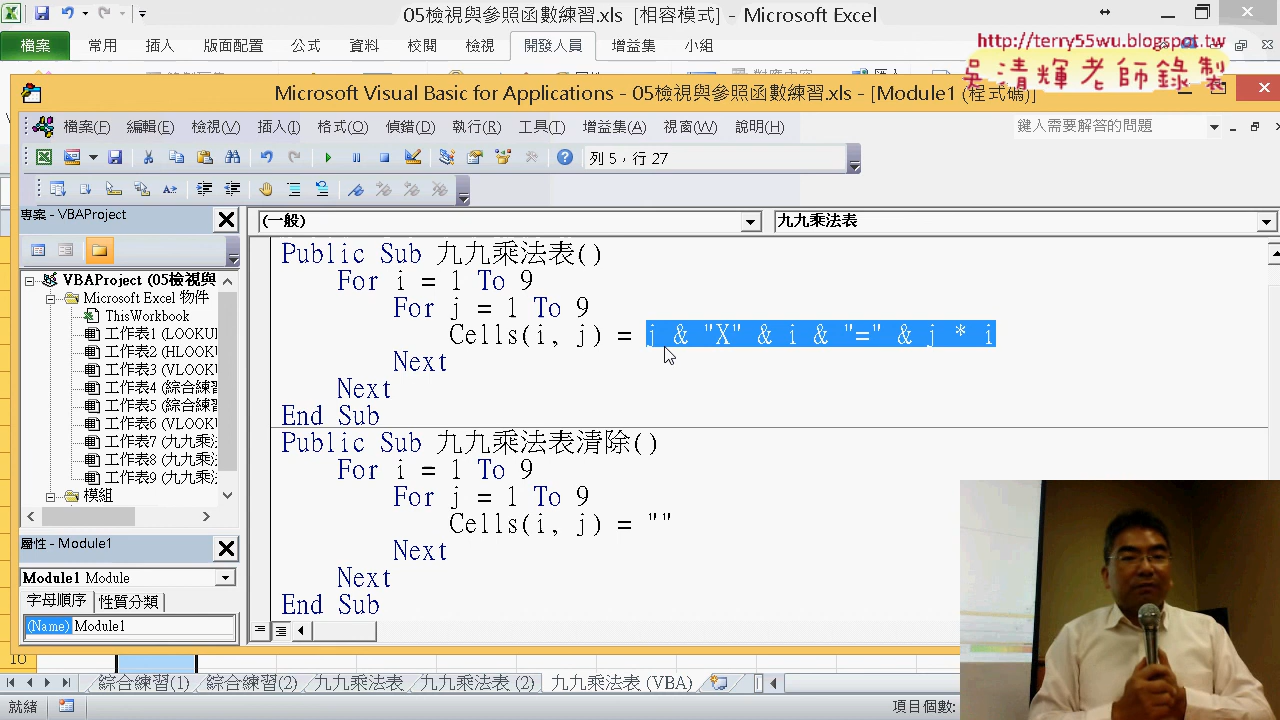 05檢視與參照函數練習.xls [相容模式] - Microsoft Excel
檔案 常用 插入 版面配置 公式 資料 校閱 檢視 開發人員 增益集 小組
http://terry55wu.blogspot.tw
吳清輝老師錄製
Microsoft Visual Basic for Applications - 05檢視與參照函數練習.xls - [Module1 (程式碼)]
檔案(F) 編輯(E) 檢視(V) 插入(I) 格式(O) 偵錯(D) 執行(R) 工具(T) 增益集(A) 視窗(W) 說明(H) 鍵入需要解答的問題
列 5，行 27
專案 - VBAProject
(一般) 九九乘法表
VBAProject (05檢視與
Microsoft Excel 物件
ThisWorkbook
工作表1 (LOOKU
工作表2 (HLOOK
工作表3 (VLOOK
工作表4 (綜合練
工作表5 (綜合練
工作表6 (VLOOK
工作表7 (九九乘
工作表8 (九九乘
工作表9 (九九乘
模組
屬性 - Module1
Module1 Module
字母順序 性質分類
(Name) Module1
Public Sub 九九乘法表()
For i = 1 To 9
For j = 1 To 9
Cells(i, j) = j & "X" & i & "=" & j * i
Next
Next
End Sub
Public Sub 九九乘法表清除()
For i = 1 To 9
For j = 1 To 9
Cells(i, j) = ""
Next
Next
End Sub
10
綜合練習(1) 綜合練習(2) 九九乘法表 九九乘法表 (2) 九九乘法表 (VBA)
就緒 項目個數: